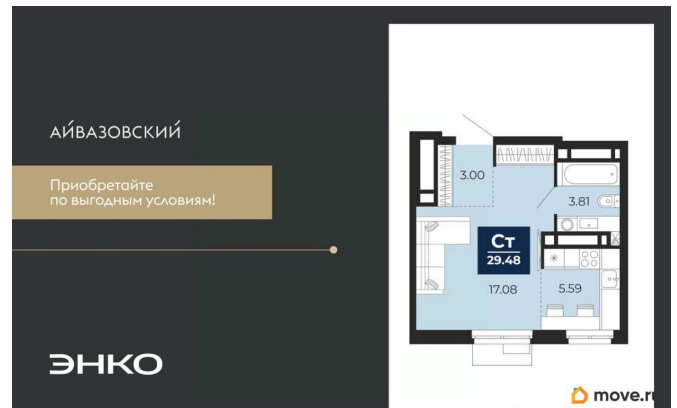 АЙВАЗОВСКИЙ
Приобретайте
по выгодным условиям!
ЭНКО
3.00
3.81
Ст
29.48
17.08
5.59
move.ru